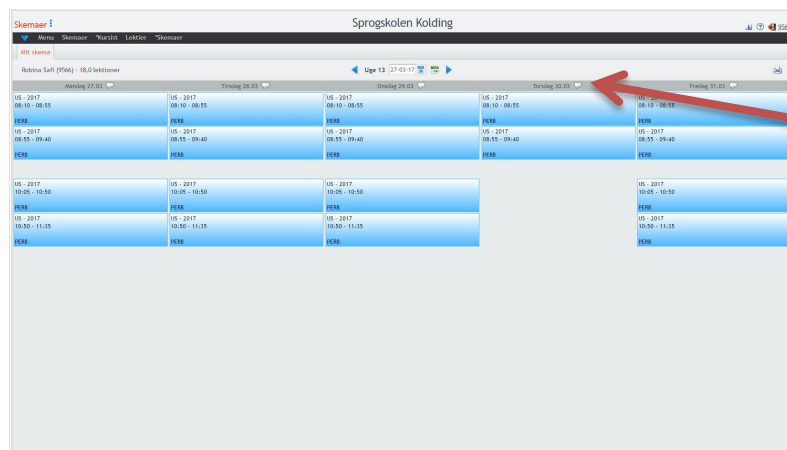 Skemaer
Sprogskolen Kolding
956
Menu Skemaer *Kursist Lektier *Skemaer
Mit skema
Robina Safi (9566) - 18,0 lektioner
Uge 13 27-03-17
Mandag 27.03 Tirsdag 28.03 Onsdag 29.03 Torsdag 30.03 Fredag 31.03
US - 2017 US - 2017 US - 2017 US - 2017 US - 2017
08:10 - 08:55 08:10 - 08:55 08:10 - 08:55 08:10 - 08:55 08:10 - 08:55
PERB PERB PERB PERB PERB
US - 2017 US - 2017 US - 2017 US - 2017 US - 2017
08:55 - 09:40 08:55 - 09:40 08:55 - 09:40 08:55 - 09:40 08:55 - 09:40
PERB PERB PERB PERB PERB
US - 2017 US - 2017 US - 2017 US - 2017
10:05 - 10:50 10:05 - 10:50 10:05 - 10:50 10:05 - 10:50
PERB PERB PERB PERB
US - 2017 US - 2017 US - 2017 US - 2017
10:50 - 11:35 10:50 - 11:35 10:50 - 11:35 10:50 - 11:35
PERB PERB PERB PERB